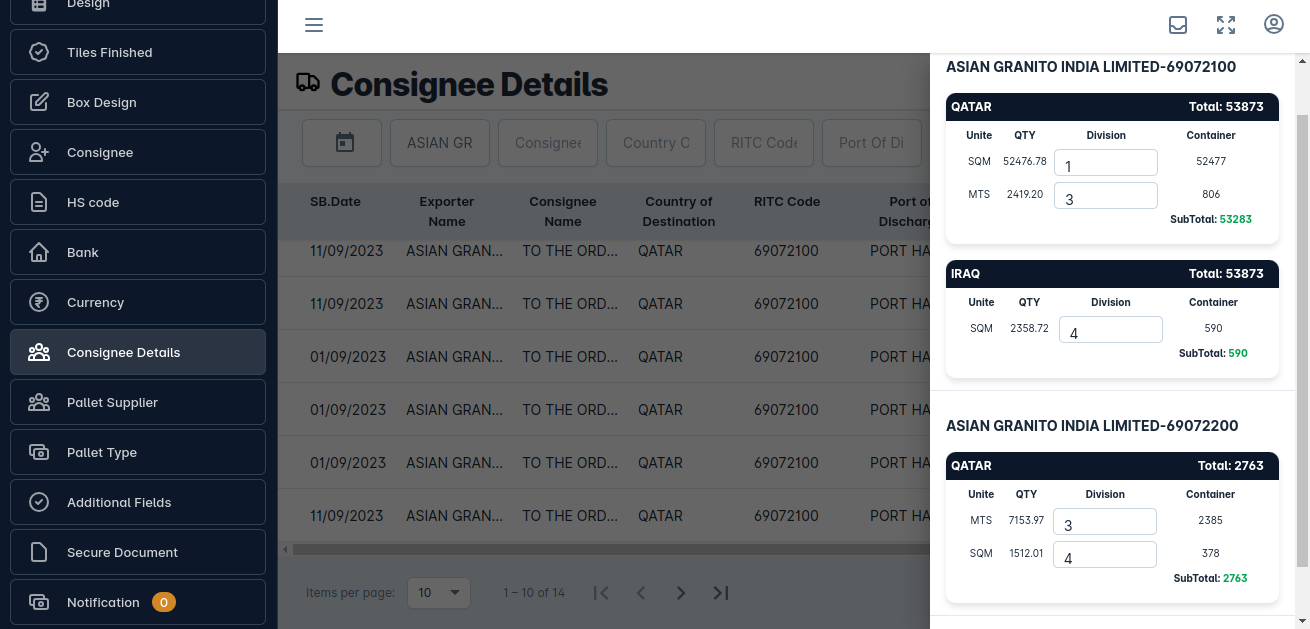 Design
Tiles Finished
Box Design
Consignee
HS code
Bank
Currency
Consignee Details
Pallet Supplier
Pallet Type
Additional Fields
Secure Document
Notification 0
Consignee Details
ASIAN GR Consignee Country O RITC Code Port Of Di
SB.Date Exporter Name Consignee Name Country of Destination RITC Code Port of Discharg
11/09/2023 ASIAN GRAN... TO THE ORD... QATAR 69072100 PORT HA
11/09/2023 ASIAN GRAN... TO THE ORD... QATAR 69072100 PORT HA
01/09/2023 ASIAN GRAN... TO THE ORD... QATAR 69072100 PORT HA
01/09/2023 ASIAN GRAN... TO THE ORD... QATAR 69072100 PORT HA
01/09/2023 ASIAN GRAN... TO THE ORD... QATAR 69072100 PORT HA
11/09/2023 ASIAN GRAN... TO THE ORD... QATAR 69072100 PORT HA
Items per page: 10 1 – 10 of 14
ASIAN GRANITO INDIA LIMITED-69072100
QATAR Total: 53873
Unite QTY Division Container
SQM 52476.78 1 52477
MTS 2419.20 3 806
SubTotal: 53283
IRAQ Total: 53873
Unite QTY Division Container
SQM 2358.72 4 590
SubTotal: 590
ASIAN GRANITO INDIA LIMITED-69072200
QATAR Total: 2763
Unite QTY Division Container
MTS 7153.97 3 2385
SQM 1512.01 4 378
SubTotal: 2763